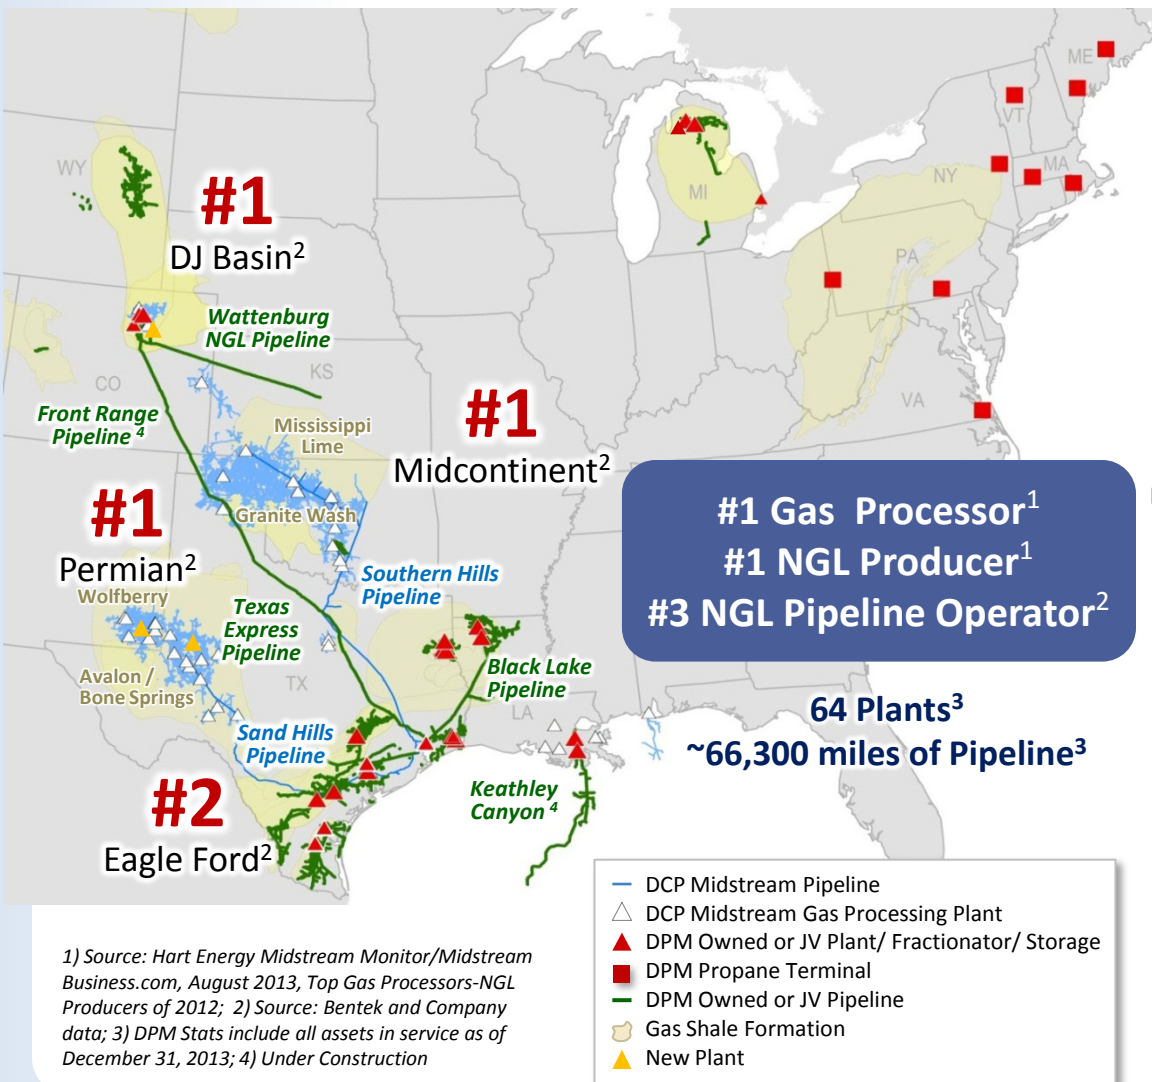 ME
VT
WY
MA
NY
MI
#1
DJ Basin²
PA
Wattenburg
NGL Pipeline
KS
CO
VA
Front Range
Pipeline ⁴
#1
Midcontinent²
Mississippi
Lime
#1 Gas Processor¹
#1 NGL Producer¹
#3 NGL Pipeline Operator²
#1
Permian²
Granite Wash
Southern Hills
Pipeline
Wolfberry
Texas
Express
Pipeline
Black Lake
Pipeline
Avalon /
Bone Springs
TX
LA
64 Plants³
~66,300 miles of Pipeline³
Sand Hills
Pipeline
Keathley
Canyon ⁴
#2
Eagle Ford²
DCP Midstream Pipeline
DCP Midstream Gas Processing Plant
DPM Owned or JV Plant/ Fractionator/ Storage
DPM Propane Terminal
DPM Owned or JV Pipeline
Gas Shale Formation
New Plant
1) Source: Hart Energy Midstream Monitor/Midstream
Business.com, August 2013, Top Gas Processors-NGL
Producers of 2012; 2) Source: Bentek and Company
data; 3) DPM Stats include all assets in service as of
December 31, 2013; 4) Under Construction